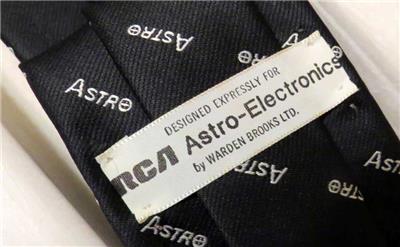 ASTRO
ASTRO
ASTRO
DESIGNED EXPRESSLY FOR
RCA Astro-Electronics
by WARDEN BROOKS LTD.
ASTRO
ASTRO
ASTRO